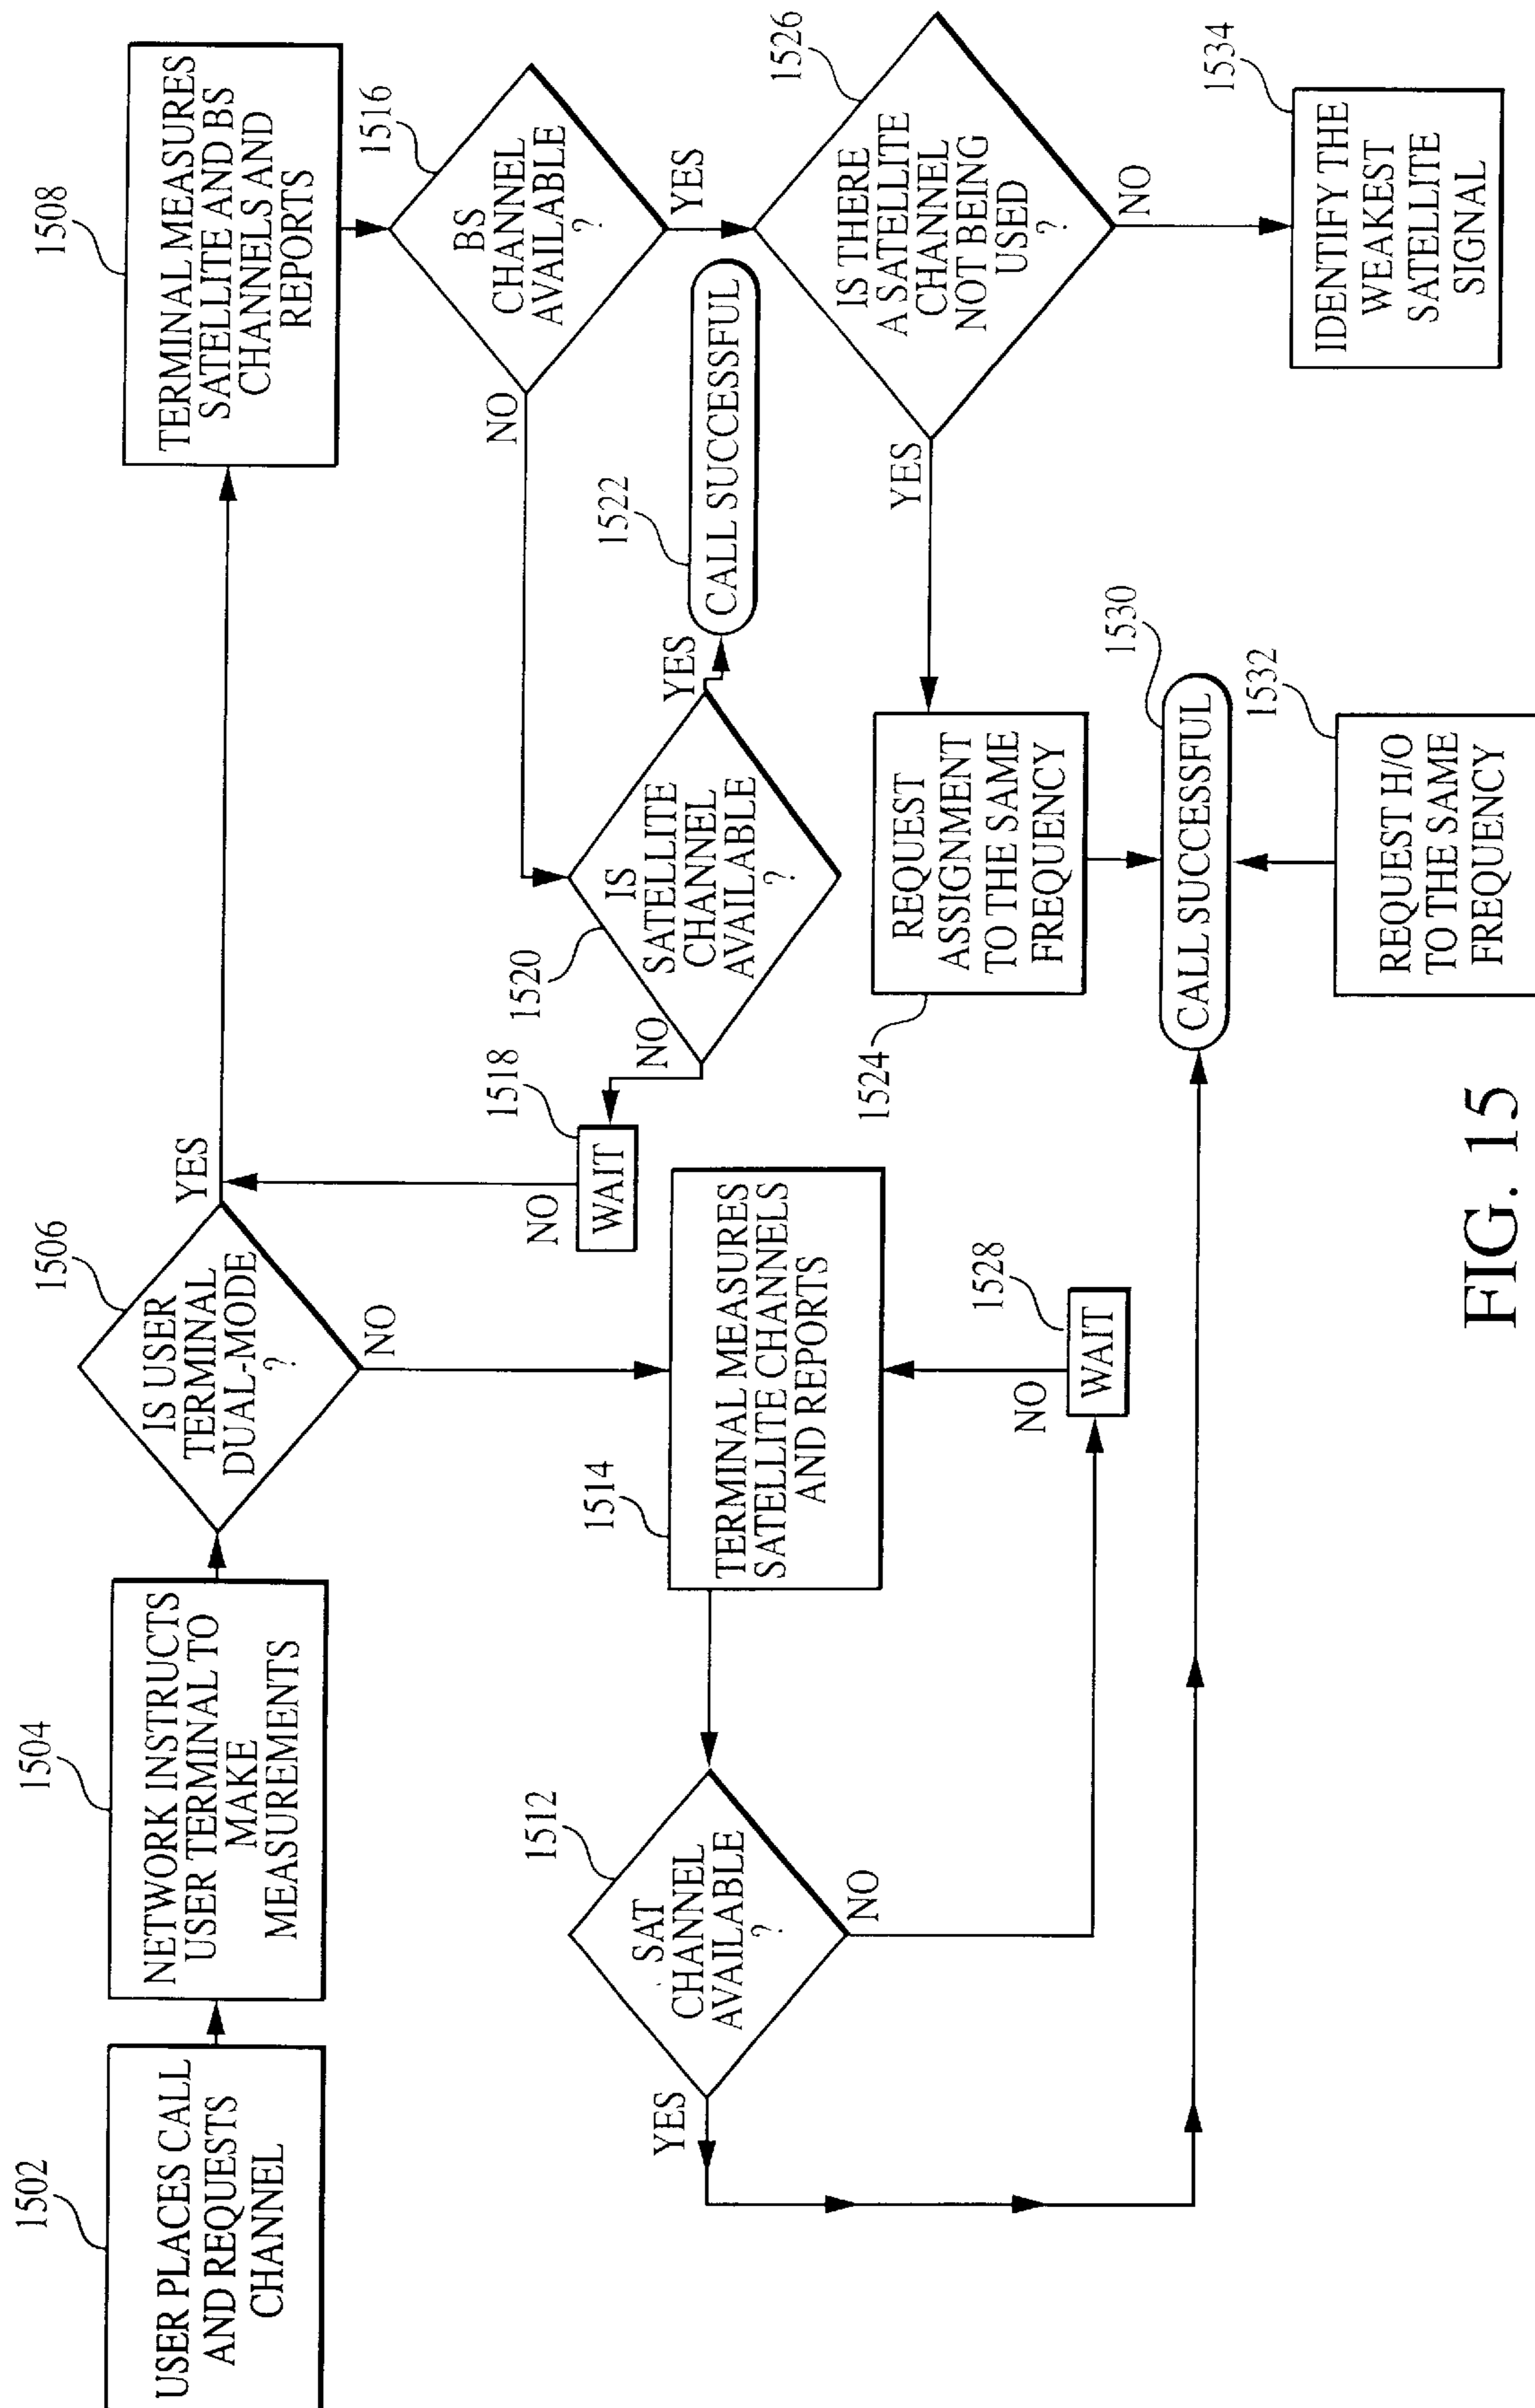 1502
USER PLACES CALL
AND REQUESTS
CHANNEL
1504
NETWORK INSTRUCTS
USER TERMINAL TO
MAKE
MEASUREMENTS
1506
IS USER
TERMINAL
DUAL-MODE
?
YES
NO
1508
TERMINAL MEASURES
SATELLITE AND BS
CHANNELS AND
REPORTS
1516
BS
CHANNEL
AVAILABLE
?
NO
YES
1518
WAIT
NO
1520
IS
SATELLITE
CHANNEL
AVAILABLE
?
NO
YES
1522
CALL SUCCESSFUL
1514
TERMINAL MEASURES
SATELLITE CHANNELS
AND REPORTS
1512
SAT
CHANNEL
AVAILABLE
?
YES
NO
1528
WAIT
NO
1526
IS THERE
A SATELLITE
CHANNEL
NOT BEING
USED
?
YES
NO
1524
REQUEST
ASSIGNMENT
TO THE SAME
FREQUENCY
1530
CALL SUCCESSFUL
1532
REQUEST H/O
TO THE SAME
FREQUENCY
1534
IDENTIFY THE
WEAKEST
SATELLITE
SIGNAL
FIG. 15